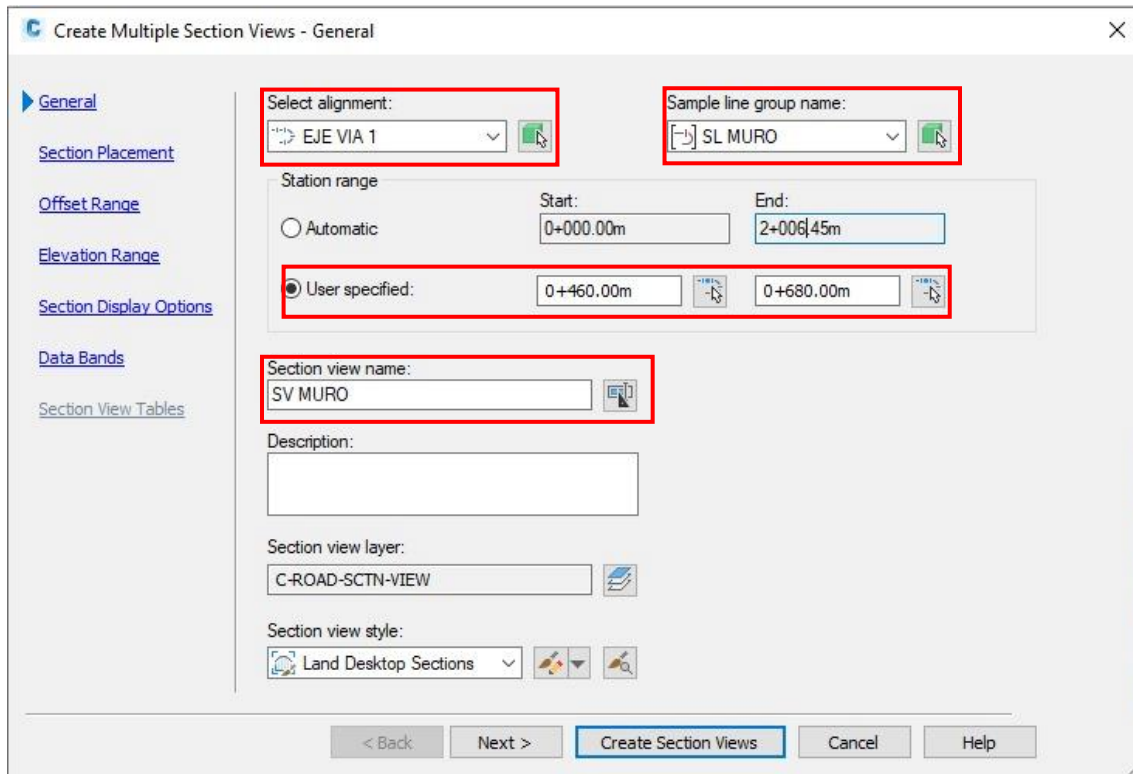 Create Multiple Section Views - General
General
Section Placement
Offset Range
Elevation Range
Section Display Options
Data Bands
Section View Tables
Select alignment:
EJE VIA 1
Sample line group name:
SL MURO
Station range
Start:
End:
Automatic
0+000.00m
2+006.45m
User specified:
0+460.00m
0+680.00m
Section view name:
SV MURO
Description:
Section view layer:
C-ROAD-SCTN-VIEW
Section view style:
Land Desktop Sections
< Back
Next >
Create Section Views
Cancel
Help